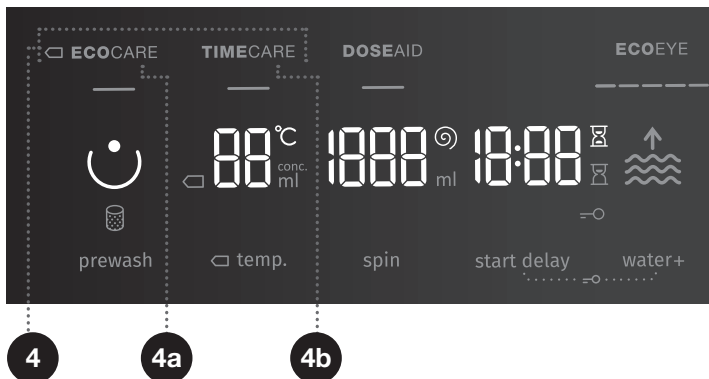 ECOCARE TIMECARE DOSEAID ECOEYE
88 °C 1888 18:88
conc.
ml ml
prewash temp. spin start delay water+
4 4a 4b